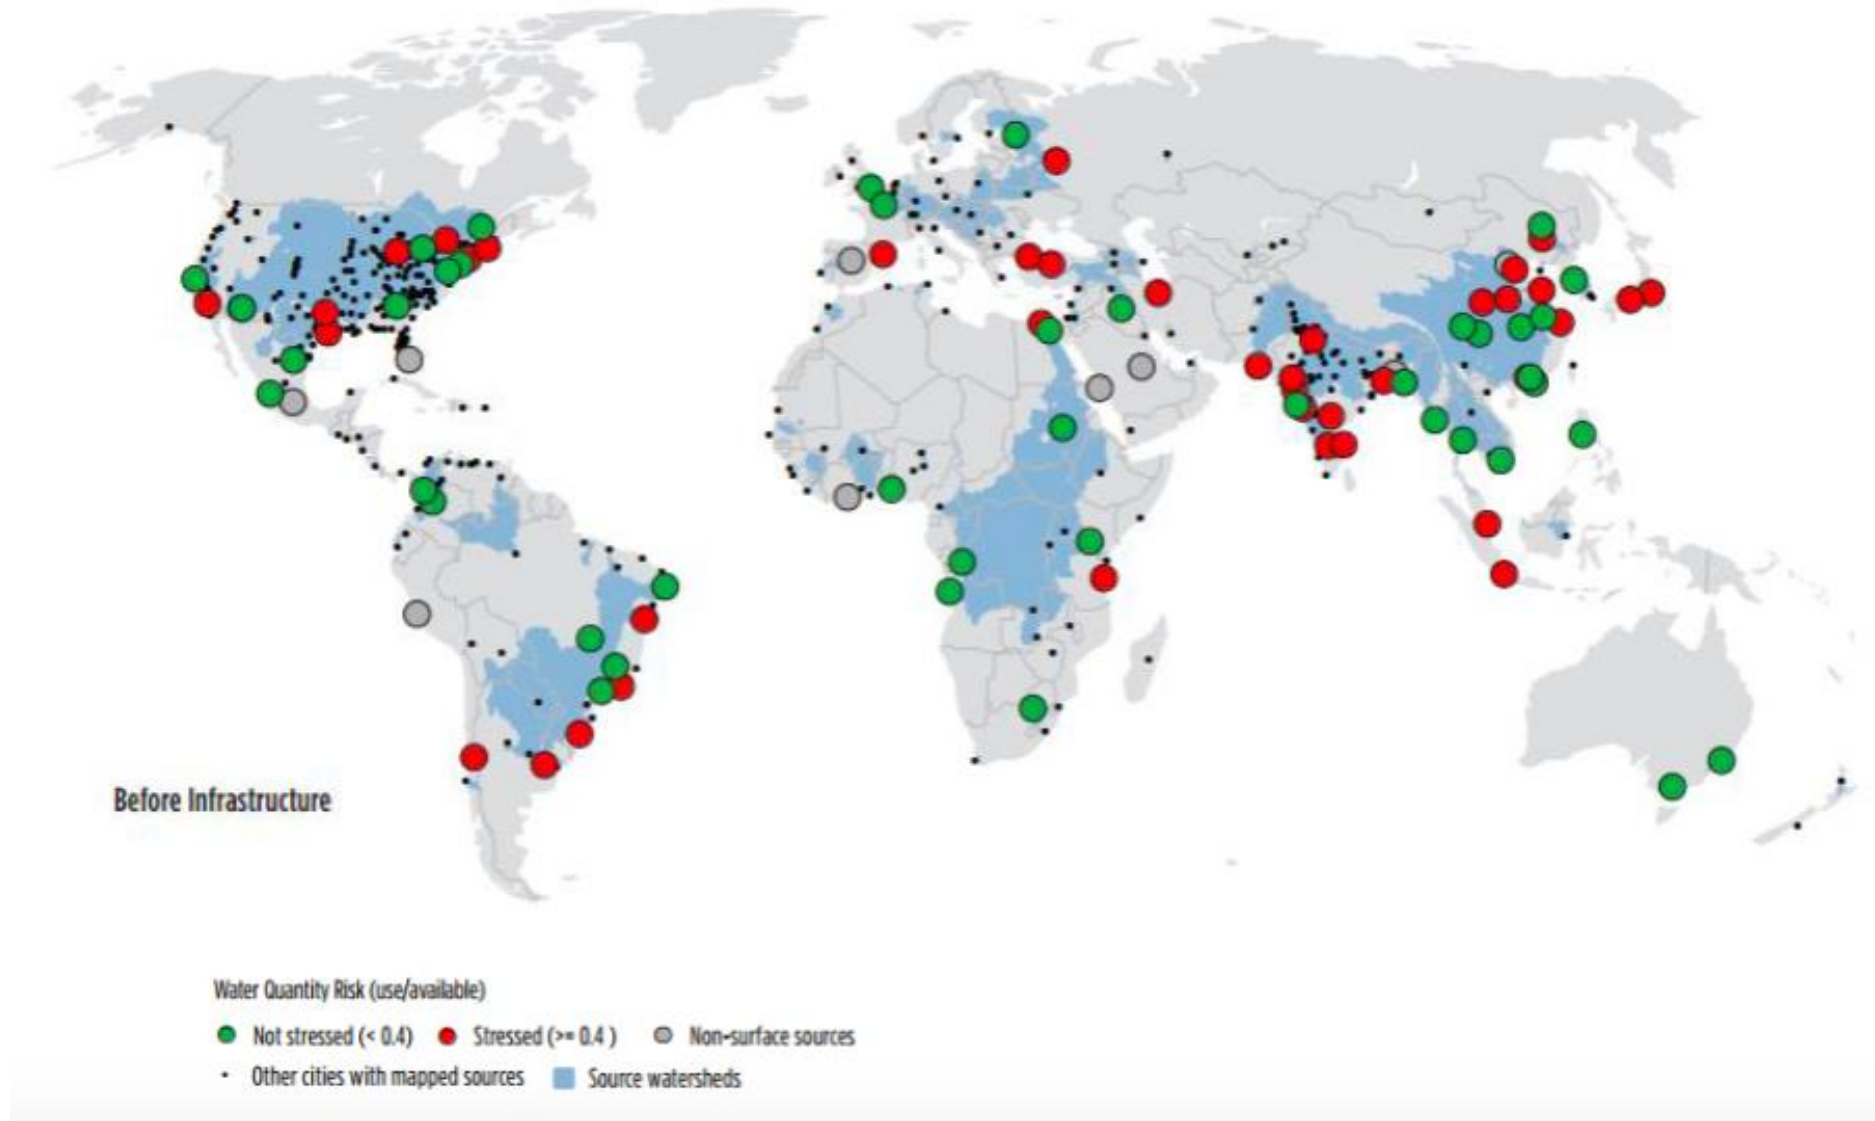 Before Infrastructure
Water Quantity Risk (use/available)
Not stressed (< 0.4) Stressed (>= 0.4 ) Non-surface sources
Other cities with mapped sources Source watersheds